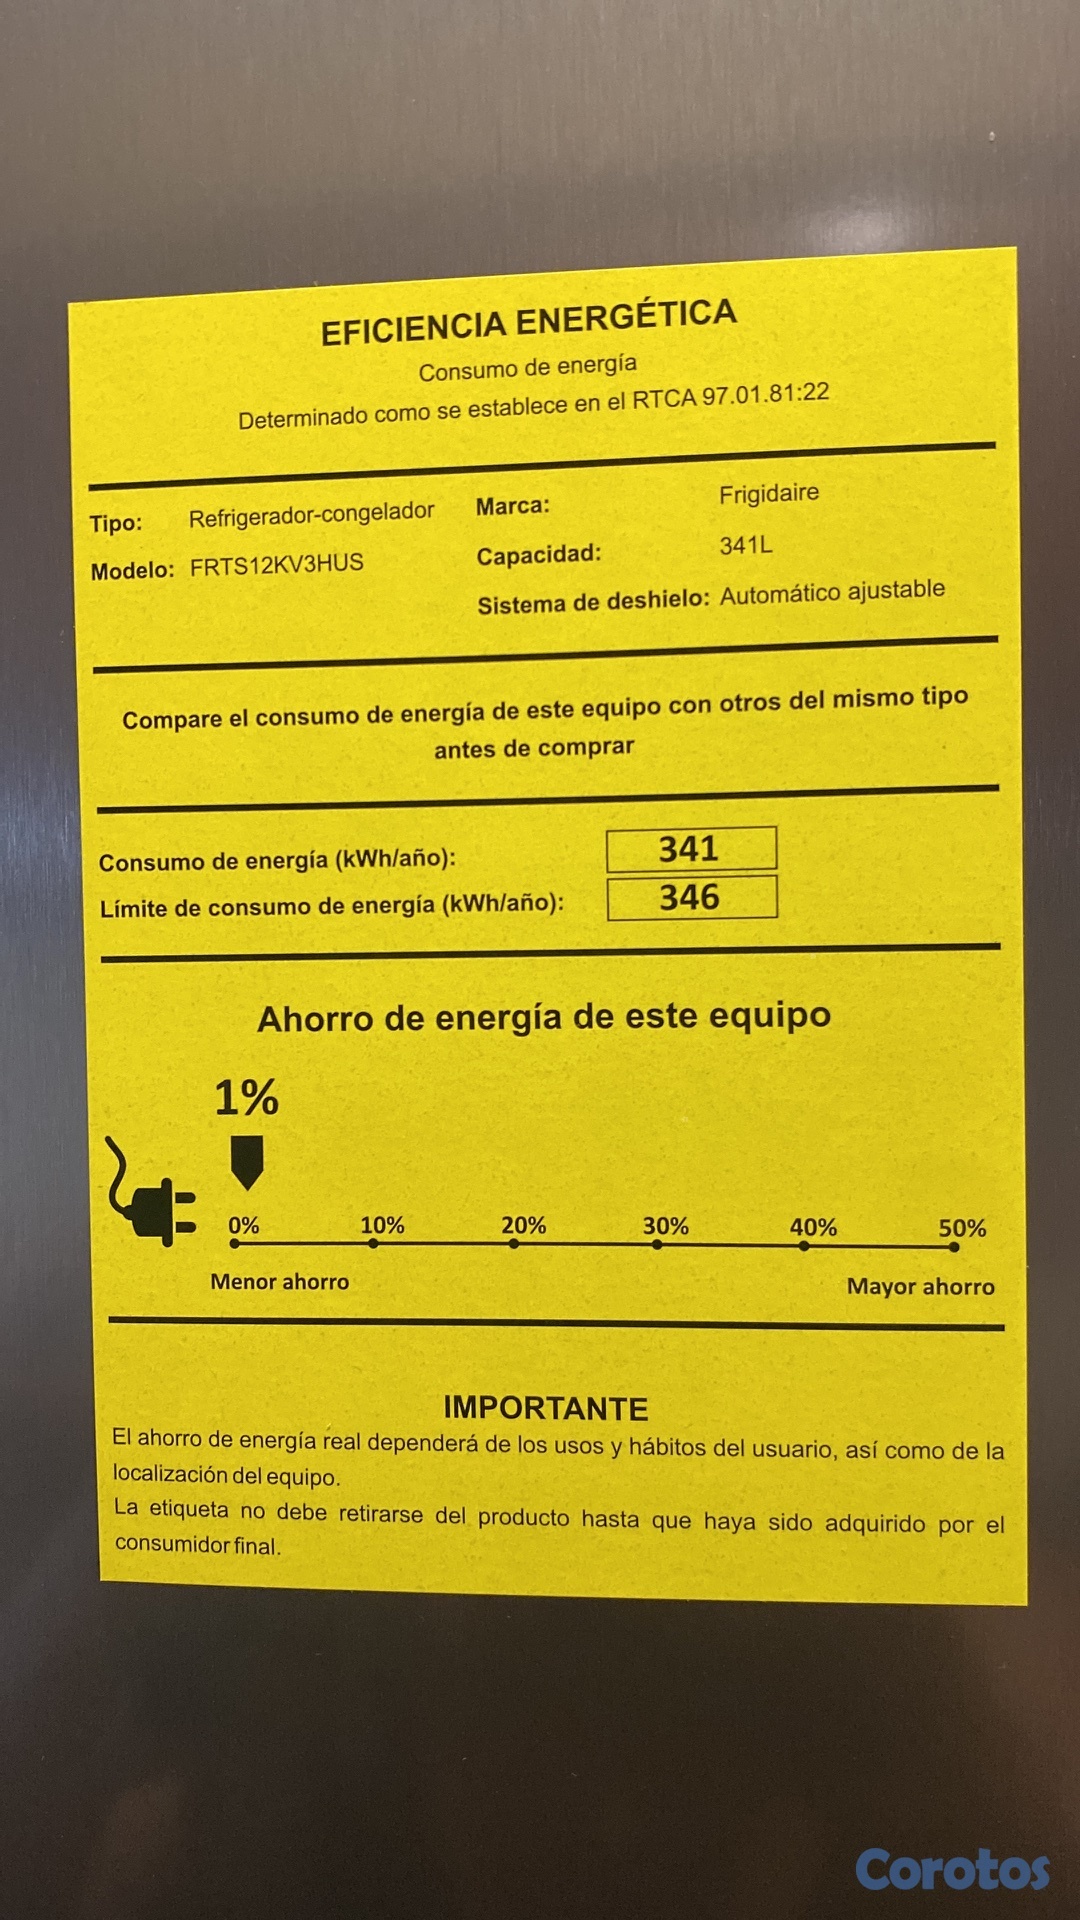 EFICIENCIA ENERGÉTICA
Consumo de energía
Determinado como se establece en el RTCA 97.01.81:22
Tipo: Refrigerador-congelador Marca: Frigidaire
Modelo: FRTS12KV3HUS Capacidad: 341L
Sistema de deshielo: Automático ajustable
Compare el consumo de energía de este equipo con otros del mismo tipo
antes de comprar
Consumo de energía (kWh/año): 341
Límite de consumo de energía (kWh/año): 346
Ahorro de energía de este equipo
1%
0% 10% 20% 30% 40% 50%
Menor ahorro Mayor ahorro
IMPORTANTE
El ahorro de energía real dependerá de los usos y hábitos del usuario, así como de la
localización del equipo.
La etiqueta no debe retirarse del producto hasta que haya sido adquirido por el
consumidor final.
Corotos